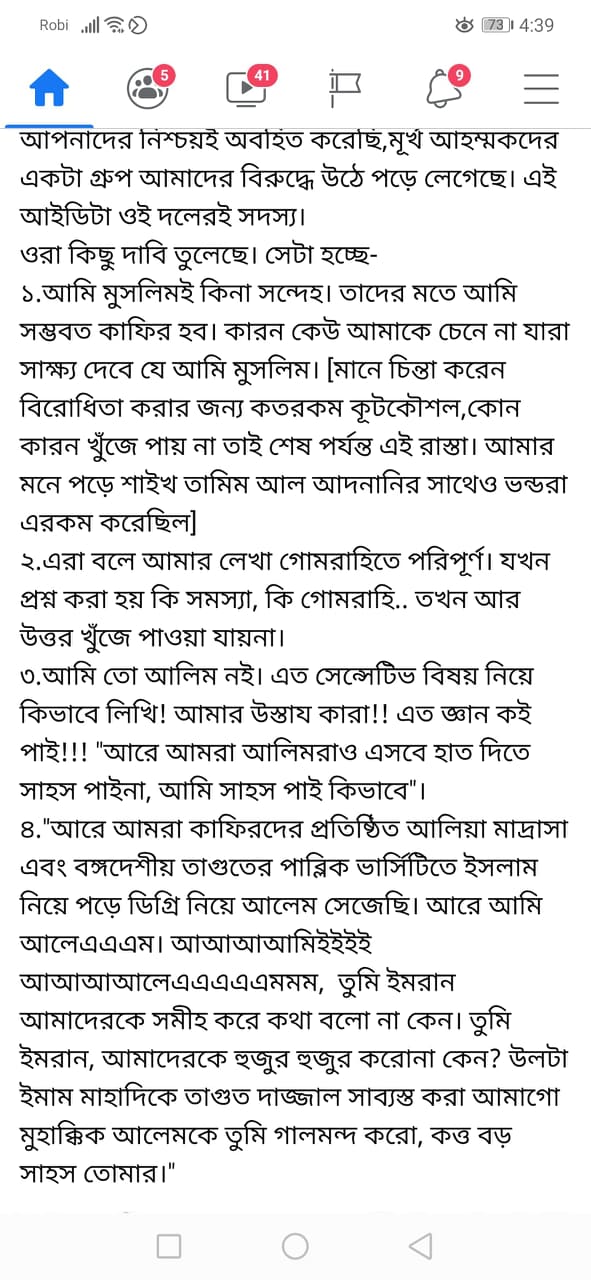 Robi 73 4:39
5 41 9
আপনাদের নিশ্চয়ই অবহিত করেছি,মূর্খ আহম্মকদের
একটা গ্রুপ আমাদের বিরুদ্ধে উঠে পড়ে লেগেছে। এই
আইডিটা ওই দলেরই সদস্য।
ওরা কিছু দাবি তুলেছে। সেটা হচ্ছে-
১.আমি মুসলিমই কিনা সন্দেহ। তাদের মতে আমি
সম্ভবত কাফির হব। কারন কেউ আমাকে চেনে না যারা
সাক্ষ্য দেবে যে আমি মুসলিম। [মানে চিন্তা করেন
বিরোধিতা করার জন্য কতরকম কূটকৌশল,কোন
কারন খুঁজে পায় না তাই শেষ পর্যন্ত এই রাস্তা। আমার
মনে পড়ে শাইখ তামিম আল আদনানির সাথেও ভন্ডরা
এরকম করেছিল]
২.এরা বলে আমার লেখা গোমরাহিতে পরিপূর্ণ। যখন
প্রশ্ন করা হয় কি সমস্যা, কি গোমরাহি.. তখন আর
উত্তর খুঁজে পাওয়া যায়না।
৩.আমি তো আলিম নই। এত সেন্সেটিভ বিষয় নিয়ে
কিভাবে লিখি! আমার উস্তায কারা!! এত জ্ঞান কই
পাই!!! "আরে আমরা আলিমরাও এসবে হাত দিতে
সাহস পাইনা, আমি সাহস পাই কিভাবে"।
৪."আরে আমরা কাফিরদের প্রতিষ্ঠিত আলিয়া মাদ্রাসা
এবং বঙ্গদেশীয় তাগুতের পাব্লিক ভার্সিটিতে ইসলাম
নিয়ে পড়ে ডিগ্রি নিয়ে আলেম সেজেছি। আরে আমি
আলেএএএম। আআআআমিইইইই
আআআআলেএএএএএমমম, তুমি ইমরান
আমাদেরকে সমীহ করে কথা বলো না কেন। তুমি
ইমরান, আমাদেরকে হুজুর হুজুর করোনা কেন? উলটা
ইমাম মাহাদিকে তাগুত দাজ্জাল সাব্যস্ত করা আমাগো
মুহাক্কিক আলেমকে তুমি গালমন্দ করো, কত্ত বড়
সাহস তোমার।"